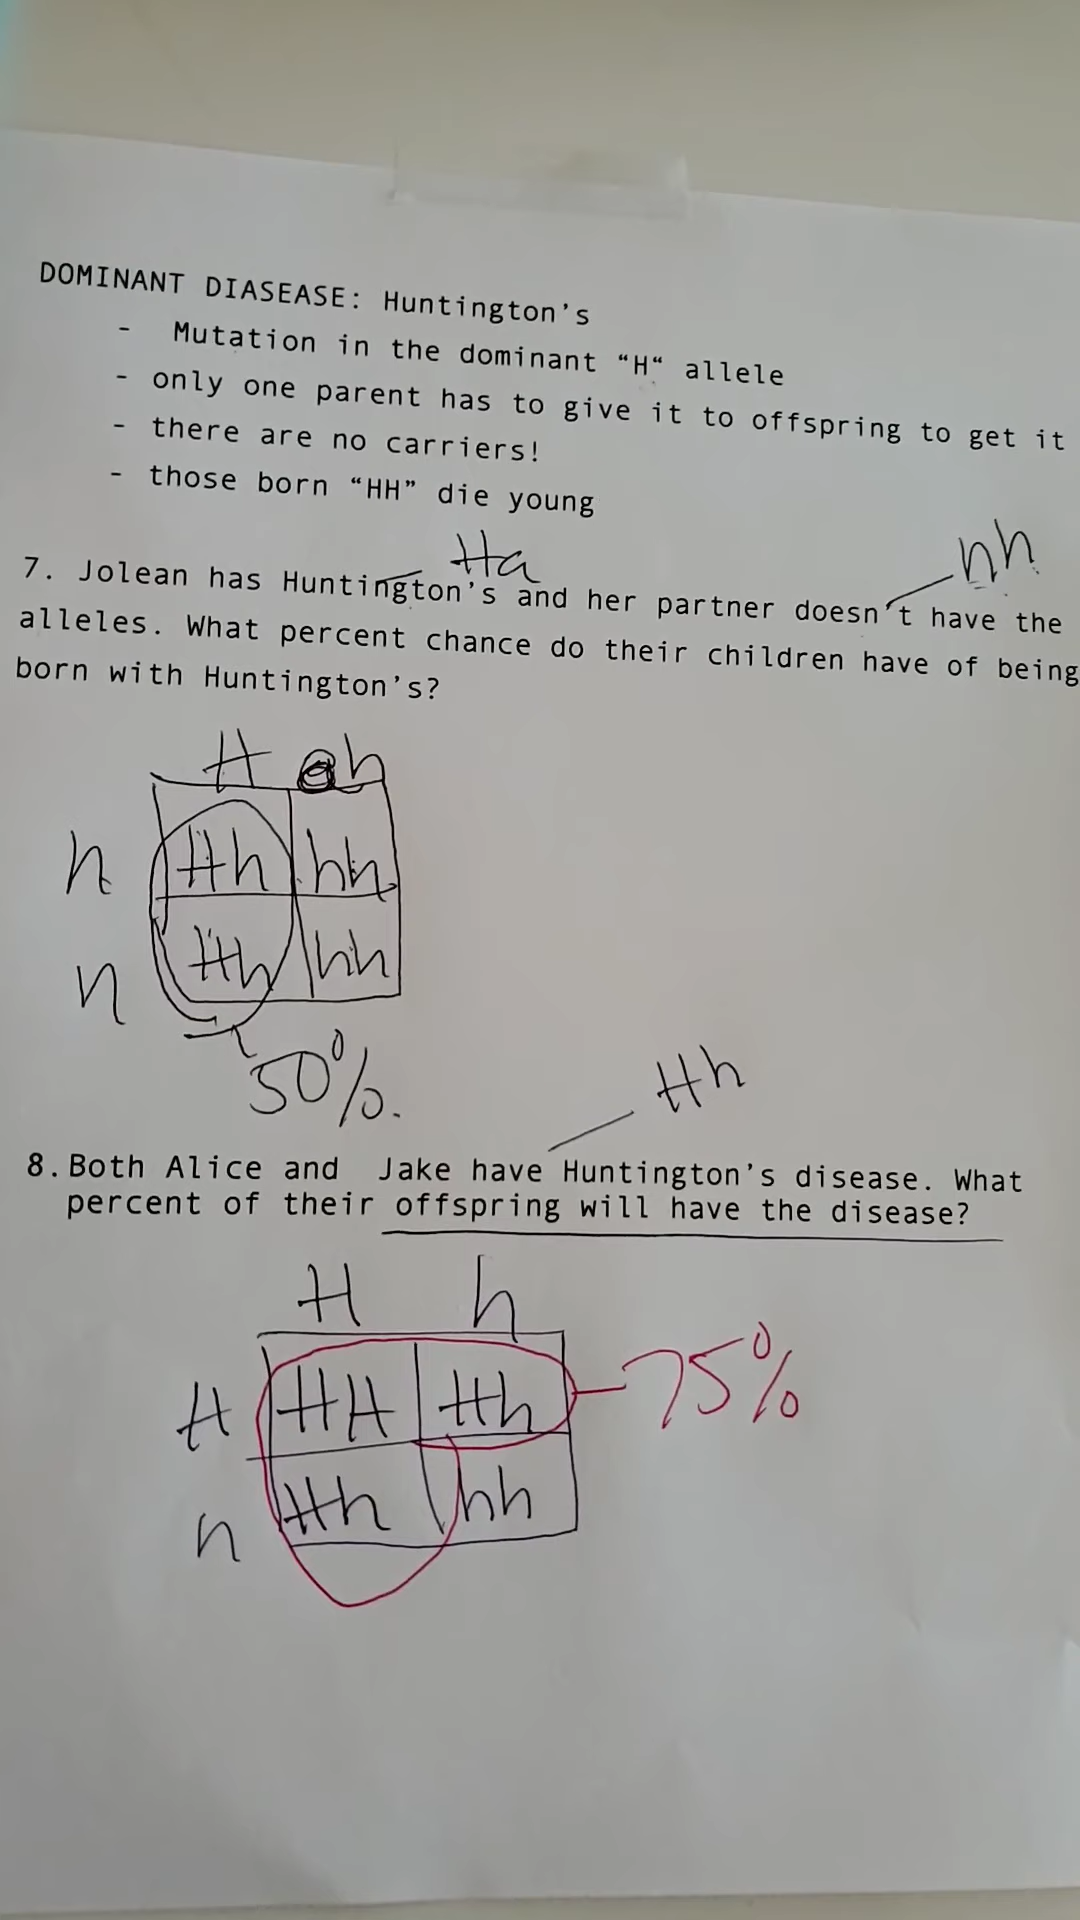 DOMINANT DIASEASE: Huntington's
- Mutation in the dominant “H“ allele
- only one parent has to give it to offspring to get it
- there are no carriers!
- those born “HH” die young
Ha
hh
7. Jolean has Huntington's and her partner doesn't have the
alleles. What percent chance do their children have of being
born with Huntington's?
H h
h Hh hh
h Hh hh
50%.
Hh
8. Both Alice and Jake have Huntington's disease. What
percent of their offspring will have the disease?
H h
H HH Hh
75%
h Hh hh